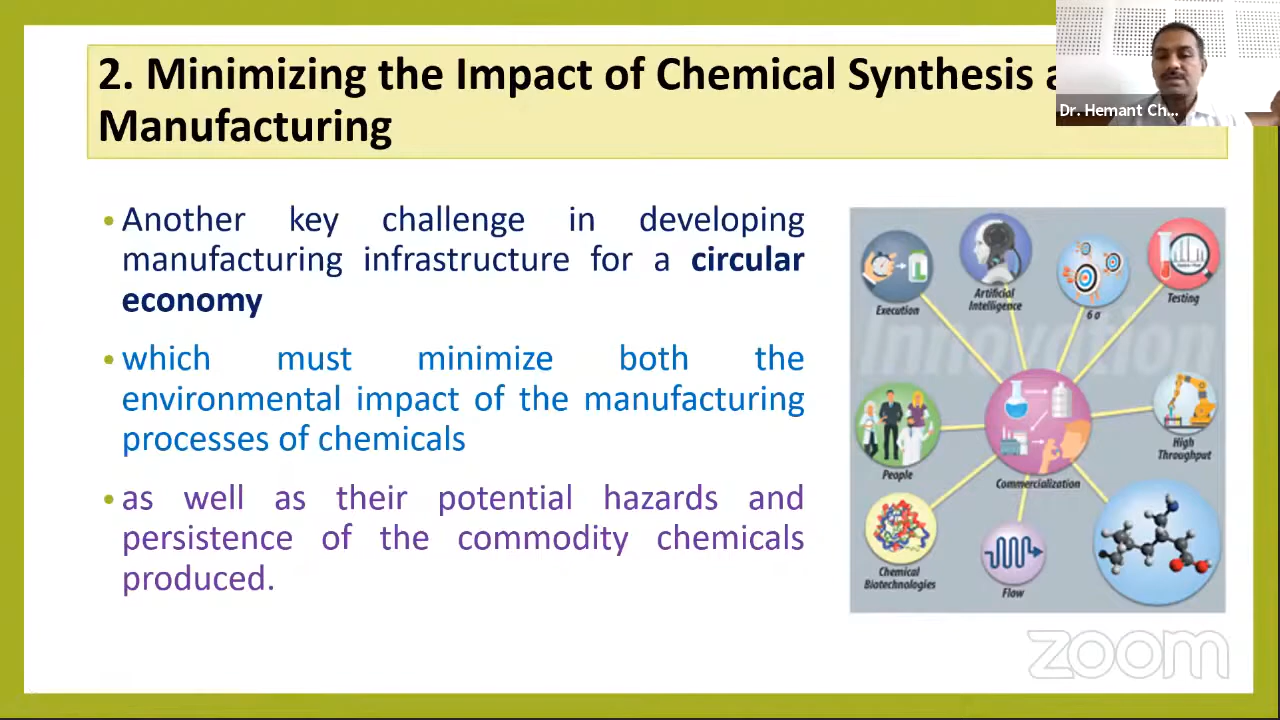 2. Minimizing the Impact of Chemical Synthesis
Manufacturing
Dr. Hemant Ch...
• Another key challenge in developing
manufacturing infrastructure for a circular
economy
• which must minimize both the
environmental impact of the manufacturing
processes of chemicals
• as well as their potential hazards and
persistence of the commodity chemicals
produced.
Innovation
Execution
Artificial
Intelligence
6 σ
Testing
People
Commercialization
High
Throughput
Chemical
Biotechnologies
Flow
zoom